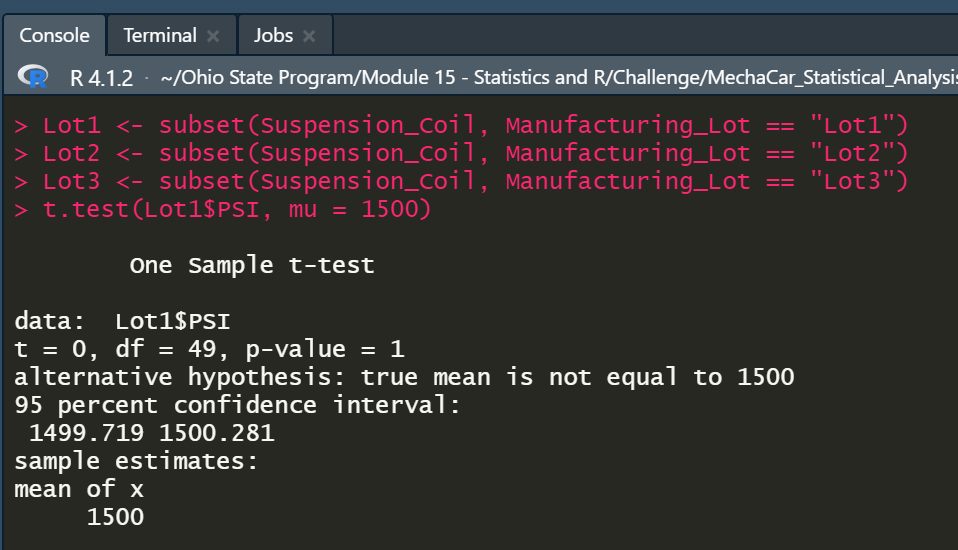 Console Terminal × Jobs ×
R R 4.1.2 · ~/Ohio State Program/Module 15 - Statistics and R/Challenge/MechaCar_Statistical_Analysis
> Lot1 <- subset(Suspension_Coil, Manufacturing_Lot == "Lot1")
> Lot2 <- subset(Suspension_Coil, Manufacturing_Lot == "Lot2")
> Lot3 <- subset(Suspension_Coil, Manufacturing_Lot == "Lot3")
> t.test(Lot1$PSI, mu = 1500)
One Sample t-test
data:  Lot1$PSI
t = 0, df = 49, p-value = 1
alternative hypothesis: true mean is not equal to 1500
95 percent confidence interval:
1499.719 1500.281
sample estimates:
mean of x
1500